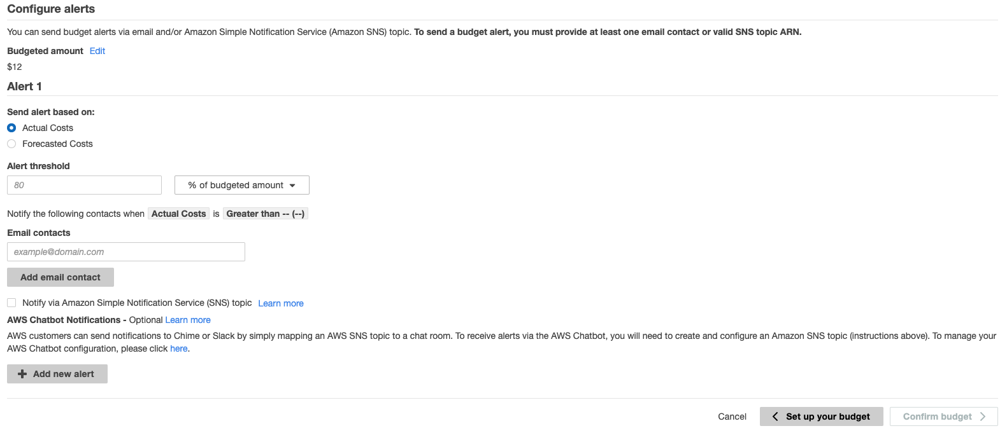 Configure alerts
You can send budget alerts via email and/or Amazon Simple Notification Service (Amazon SNS) topic. To send a budget alert, you must provide at least one email contact or valid SNS topic ARN.
Budgeted amount Edit
$12
Alert 1
Send alert based on:
Actual Costs
Forecasted Costs
Alert threshold
80 % of budgeted amount
Notify the following contacts when Actual Costs is Greater than -- (--)
Email contacts
example@domain.com
Add email contact
Notify via Amazon Simple Notification Service (SNS) topic Learn more
AWS Chatbot Notifications - Optional Learn more
AWS customers can send notifications to Chime or Slack by simply mapping an AWS SNS topic to a chat room. To receive alerts via the AWS Chatbot, you will need to create and configure an Amazon SNS topic (instructions above). To manage your
AWS Chatbot configuration, please click here.
Add new alert
Cancel Set up your budget Confirm budget